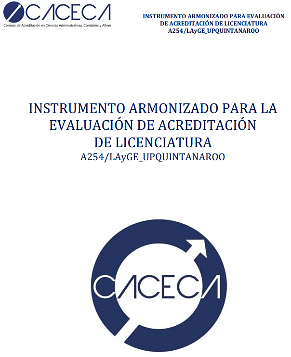 CACECA
Consejo de Acreditación en Ciencias Administrativas, Contables y Afines
INSTRUMENTO ARMONIZADO PARA EVALUACIÓN
DE ACREDITACIÓN DE LICENCIATURA
A254/LAyGE_UPQUINTANAROO
INSTRUMENTO ARMONIZADO PARA LA
EVALUACIÓN DE ACREDITACIÓN
DE LICENCIATURA
A254/LAyGE_UPQUINTANAROO
CACECA